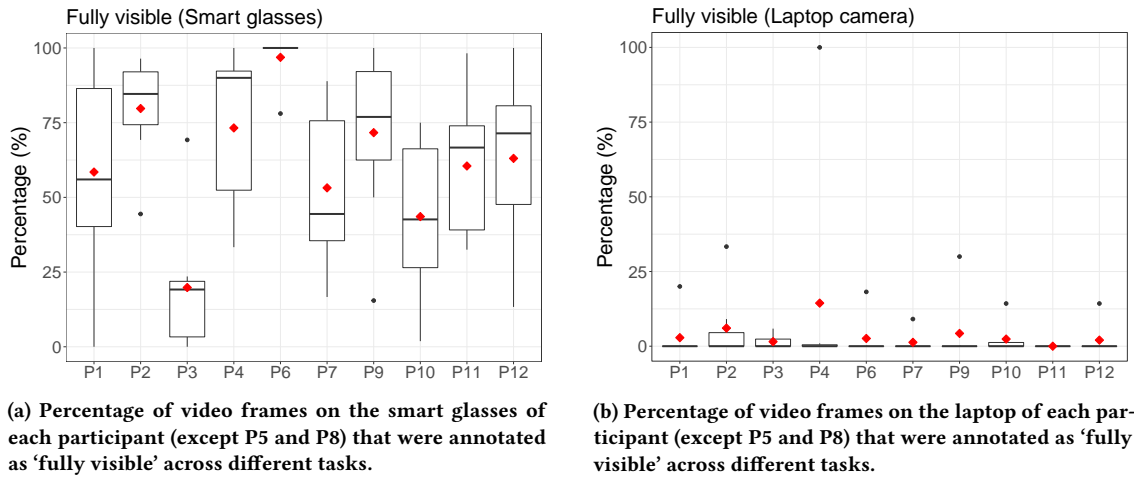 Fully visible (Smart glasses)
Percentage (%)
100
75
50
25
0
P1 P2 P3 P4 P6 P7 P9 P10 P11 P12
(a) Percentage of video frames on the smart glasses of
each participant (except P5 and P8) that were annotated
as ‘fully visible’ across different tasks.
Fully visible (Laptop camera)
Percentage (%)
100
75
50
25
0
P1 P2 P3 P4 P6 P7 P9 P10 P11 P12
(b) Percentage of video frames on the laptop of each par-
ticipant (except P5 and P8) that were annotated as ‘fully
visible’ across different tasks.